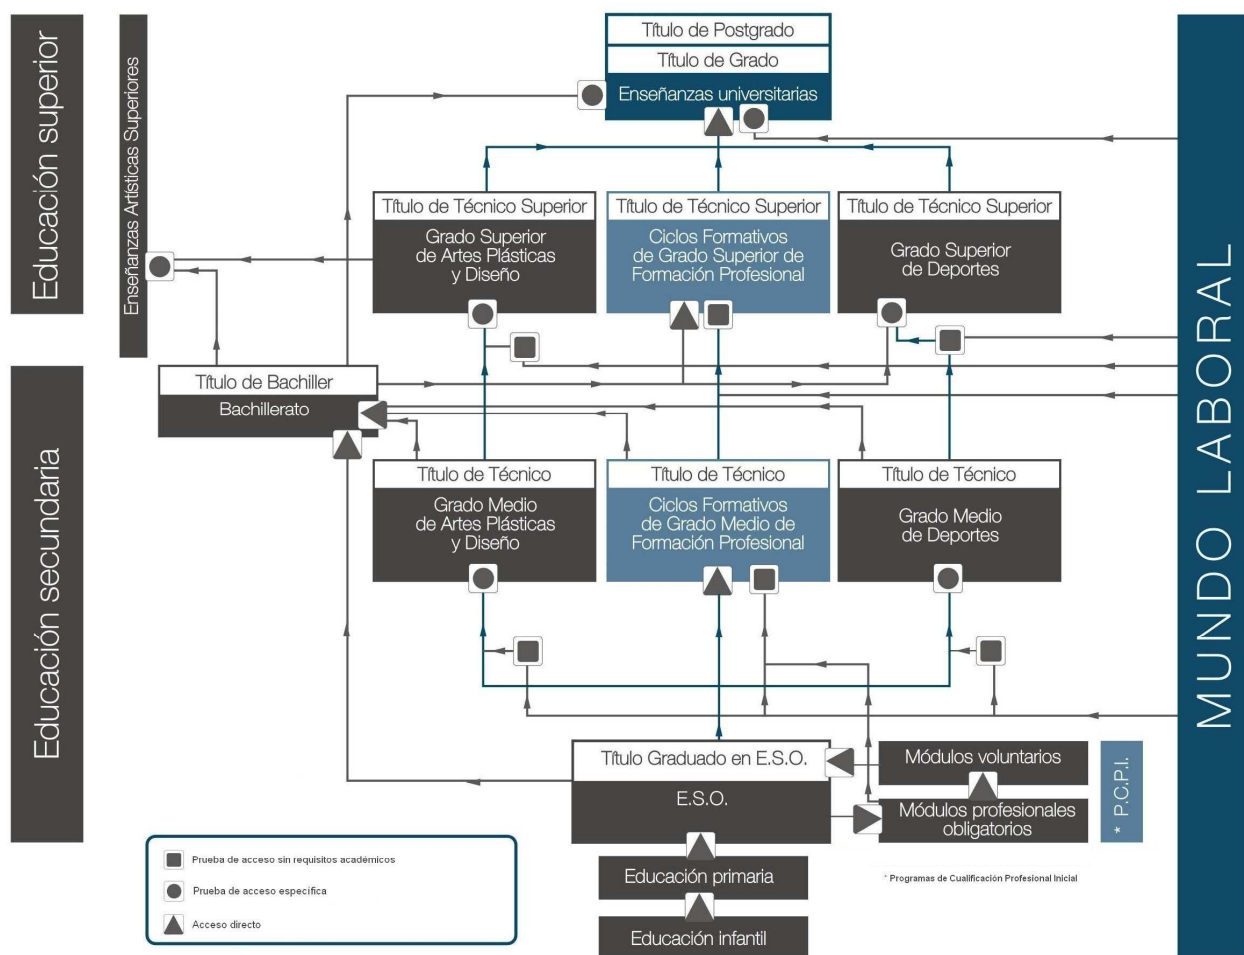 Educación superior
Enseñanzas Artísticas Superiores
Título de Postgrado
Título de Grado
Enseñanzas universitarias
Título de Técnico Superior
Grado Superior
de Artes Plásticas
y Diseño
Título de Técnico Superior
Ciclos Formativos
de Grado Superior de
Formación Profesional
Título de Técnico Superior
Grado Superior
de Deportes
MUNDO LABORAL
Educación secundaria
Título de Bachiller
Bachillerato
Título de Técnico
Grado Medio
de Artes Plásticas
y Diseño
Título de Técnico
Ciclos Formativos
de Grado Medio de
Formación Profesional
Título de Técnico
Grado Medio
de Deportes
Título Graduado en E.S.O.
E.S.O.
Módulos voluntarios
Módulos profesionales
obligatorios
* P.C.P.I.
Educación primaria
Educación infantil
* Programas de Cualificación Profesional Inicial
Prueba de acceso sin requisitos académicos
Prueba de acceso específica
Acceso directo